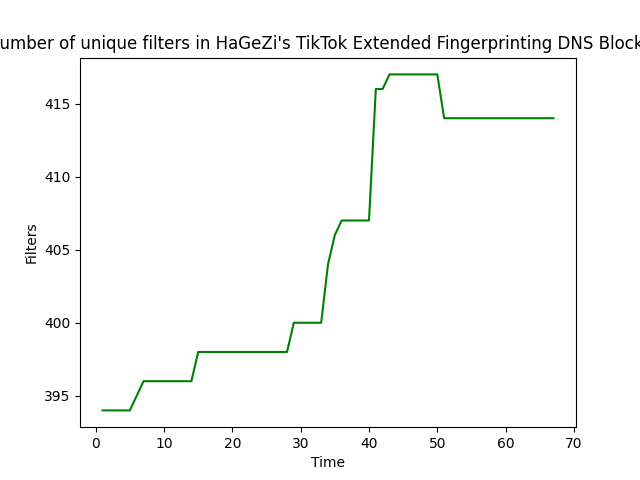 umber of unique filters in HaGeZi's TikTok Extended Fingerprinting DNS Block
415
410
405
400
395
Filters
0 10 20 30 40 50 60 70
Time